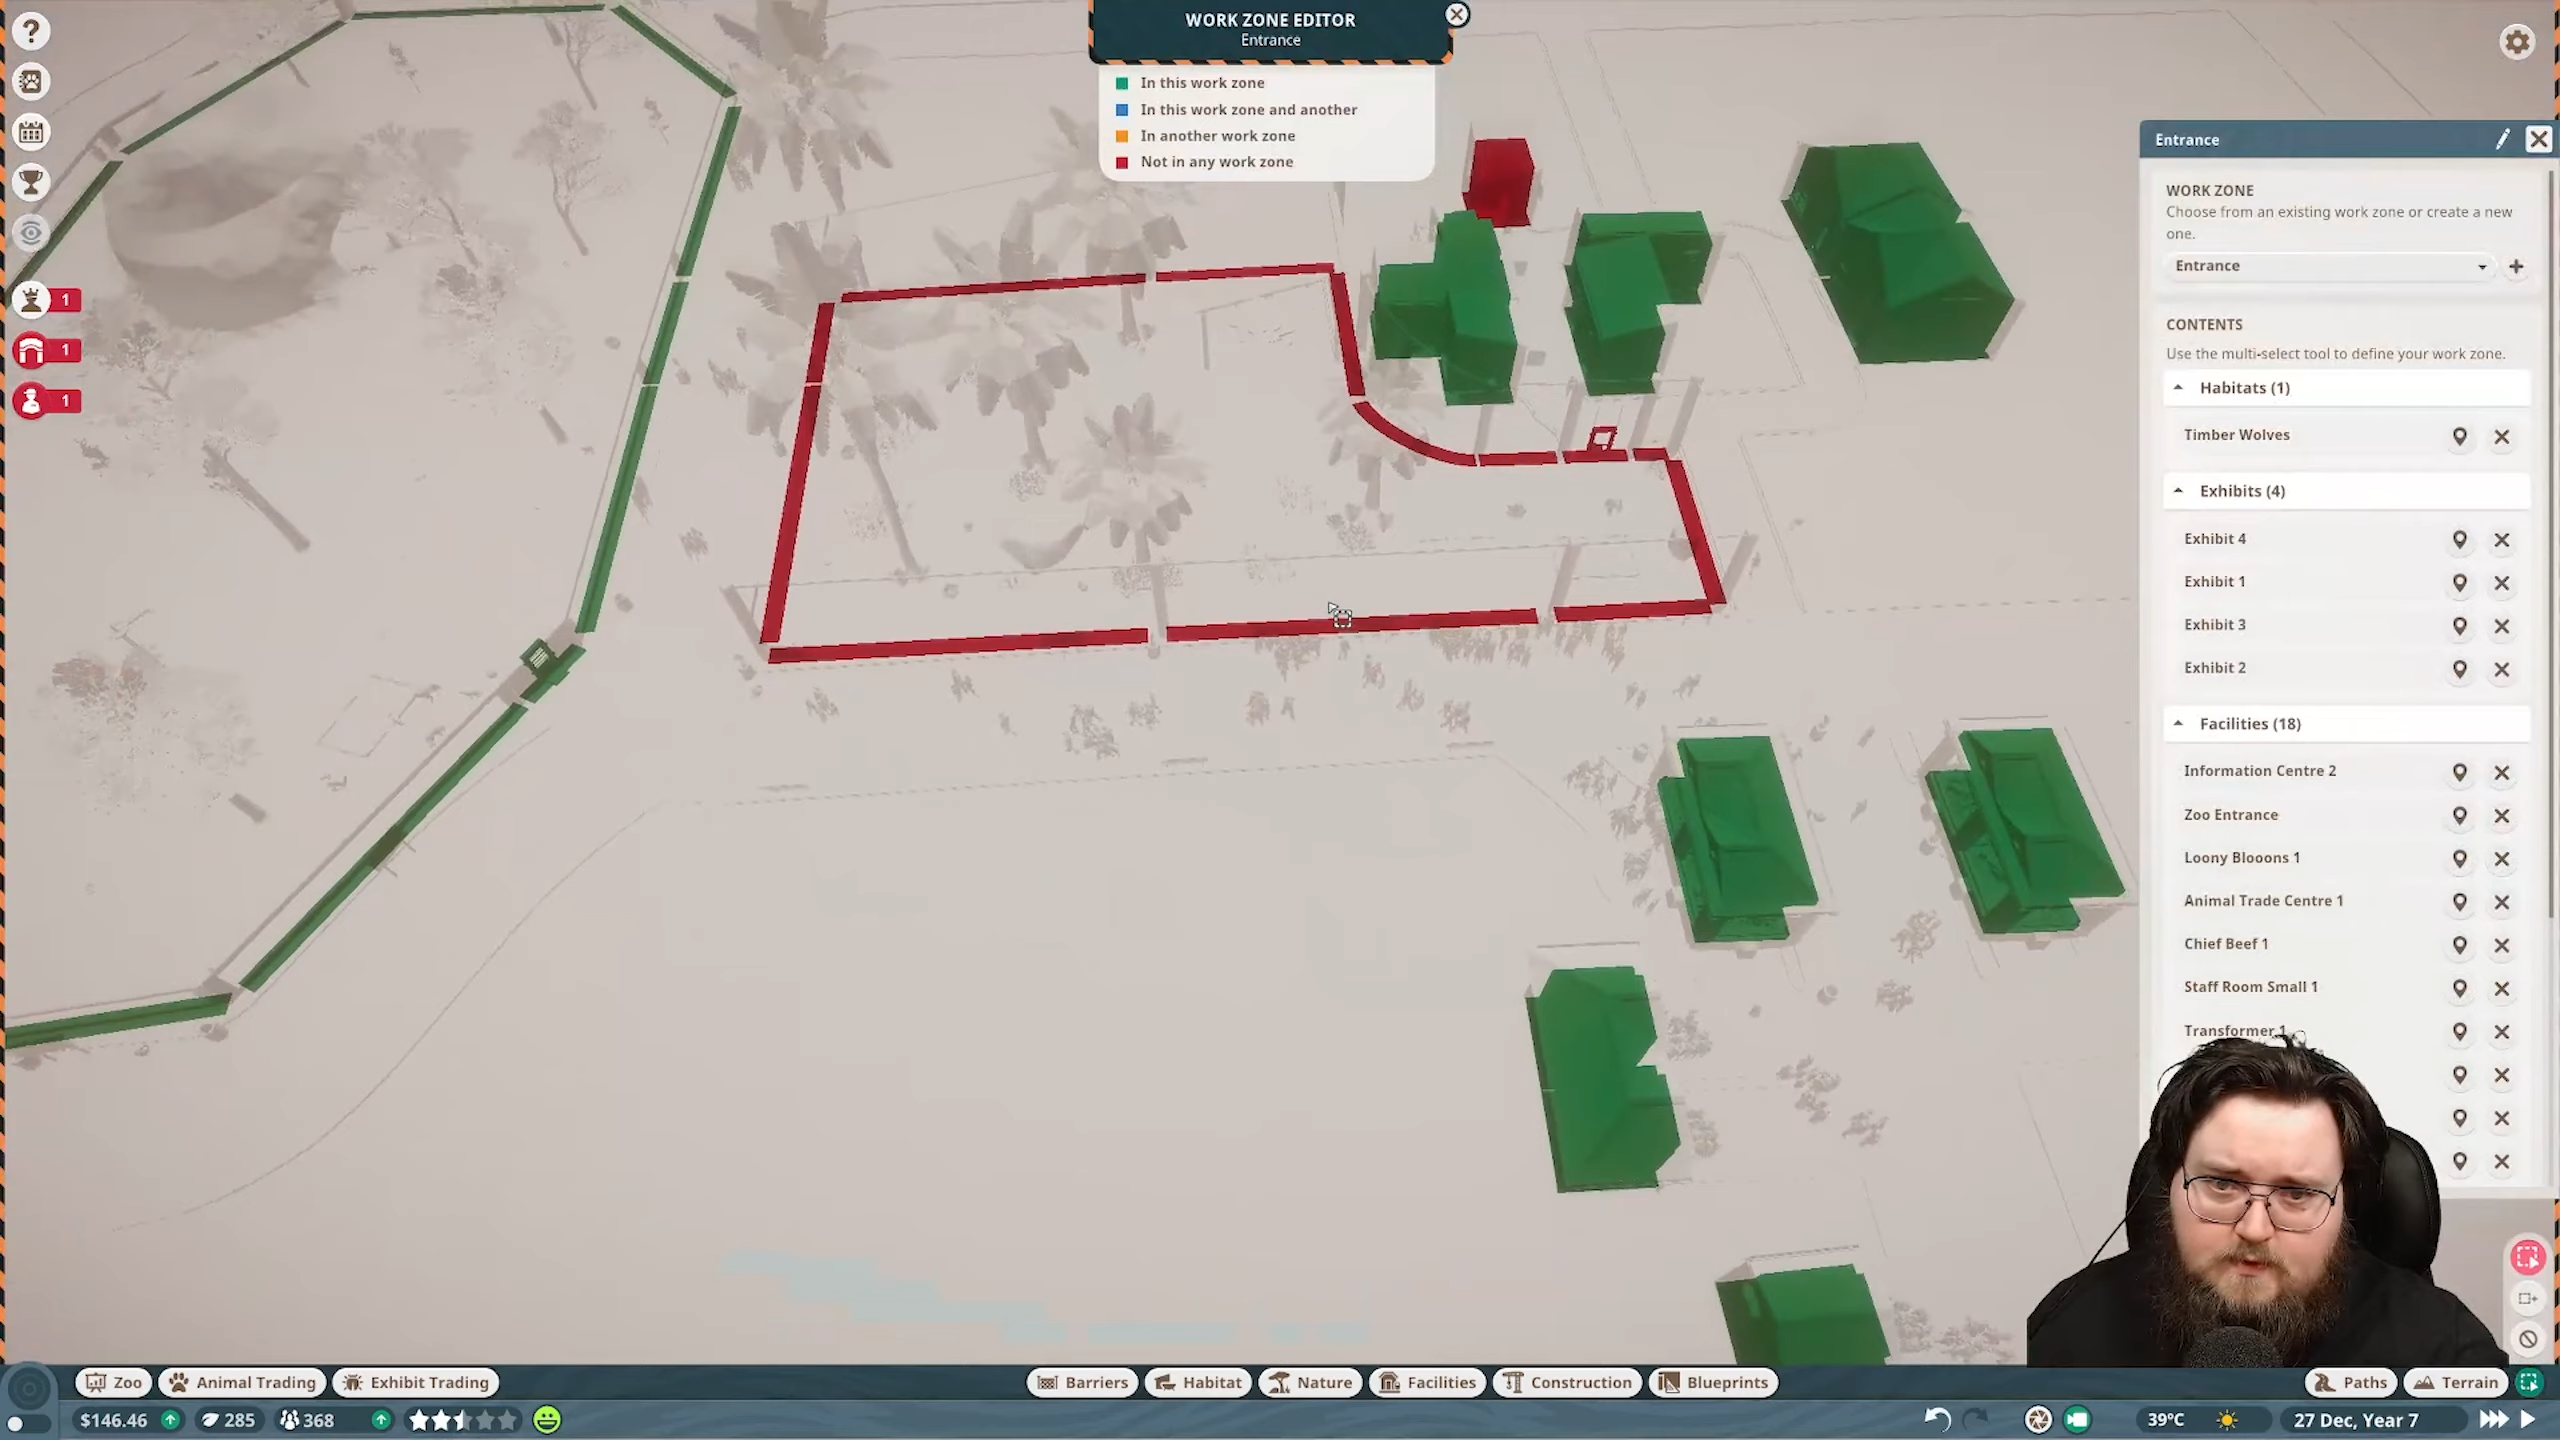 WORK ZONE EDITOR
Entrance
In this work zone
In this work zone and another
In another work zone
Not in any work zone
?
1
1
1
Entrance
WORK ZONE
Choose from an existing work zone or create a new
one.
Entrance
CONTENTS
Use the multi-select tool to define your work zone.
Habitats (1)
Timber Wolves
Exhibits (4)
Exhibit 4
Exhibit 1
Exhibit 3
Exhibit 2
Facilities (18)
Information Centre 2
Zoo Entrance
Loony Blooons 1
Animal Trade Centre 1
Chief Beef 1
Staff Room Small 1
Transformer 1
Zoo
Animal Trading
Exhibit Trading
Barriers
Habitat
Nature
Facilities
Construction
Blueprints
Paths
Terrain
$146.46
285
368
39°C
27 Dec, Year 7